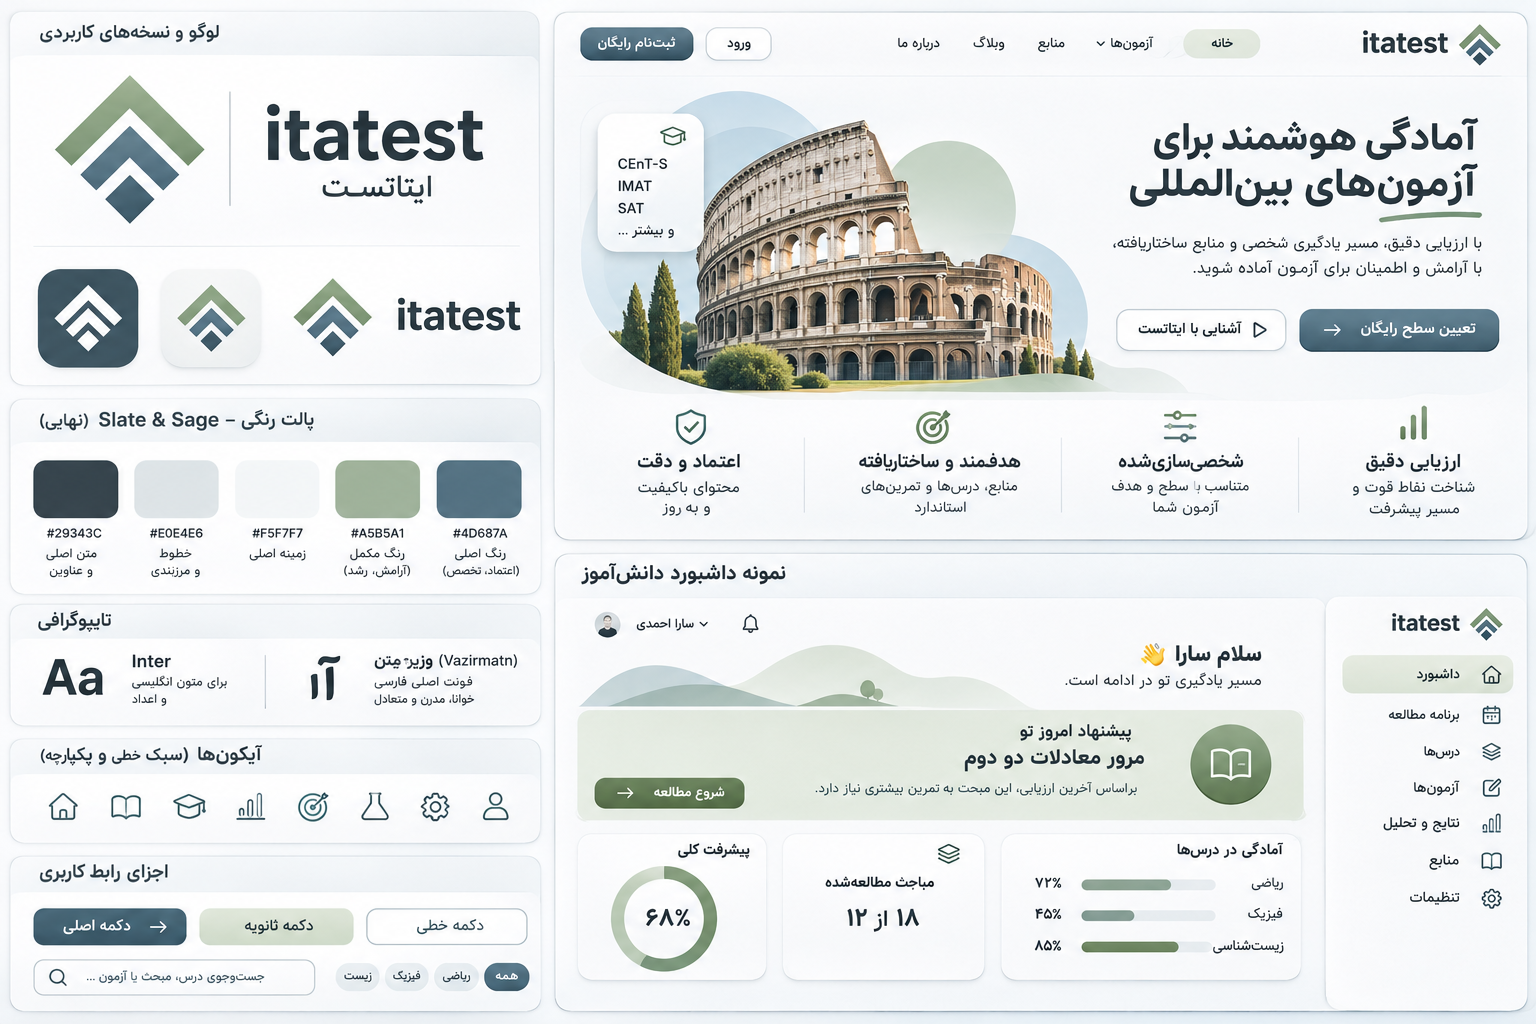 لوگو و نسخه‌های کاربردی
itatest
ایتاتست
itatest
پالت رنگی – Slate & Sage (نهایی)
#4D687A
رنگ اصلی
(اعتماد، تخصص)
#A5B5A1
رنگ مکمل
(آرامش، رشد)
#F5F7F7
زمینه اصلی
#E0E4E6
خطوط
و مرزبندی
#29343C
متن اصلی
و عناوین
تایپوگرافی
(Vazirmatn)
فونت اصلی فارسی
خوانا، مدرن و متعادل
Inter
برای متون انگلیسی
و اعداد
Aa
آیکون‌ها (سبک خطی و یکپارچه)
اجزای رابط کاربری
دکمه اصلی
دکمه ثانویه
دکمه خطی
جست‌وجوی درس، مبحث یا آزمون ...
همه
ریاضی
فیزیک
زیست
itatest
خانه
آزمون‌ها
منابع
وبلاگ
درباره ما
ورود
ثبت‌نام رایگان
آمادگی هوشمند برای
آزمون‌های بین‌المللی
با ارزیابی دقیق، مسیر یادگیری شخصی و منابع ساختاریافته،
با آرامش و اطمینان برای آزمون آماده شوید.
تعیین سطح رایگان
آشنایی با ایتاتست
CEnT-S
IMAT
SAT
و بیشتر ...
ارزیابی دقیق
شناخت نقاط قوت و
مسیر پیشرفت
شخصی‌سازی‌شده
متناسب با سطح و هدف
آزمون شما
هدفمند و ساختاریافته
منابع، درس‌ها و تمرین‌های
استاندارد
اعتماد و دقت
محتوای باکیفیت
و به روز
نمونه داشبورد دانش‌آموز
itatest
داشبورد
برنامه مطالعه
درس‌ها
آزمون‌ها
نتایج و تحلیل
منابع
تنظیمات
سارا احمدی
سلام سارا 👋
مسیر یادگیری تو در ادامه است.
پیشنهاد امروز تو
مرور معادلات دو دوم
براساس آخرین ارزیابی، این مبحث به تمرین بیشتری نیاز دارد.
شروع مطالعه
آمادگی در درس‌ها
ریاضی ۷۲%
فیزیک ۴۵%
زیست‌شناسی ۸۵%
مباحث مطالعه‌شده
۱۸ از ۱۲
پیشرفت کلی
۶۸%